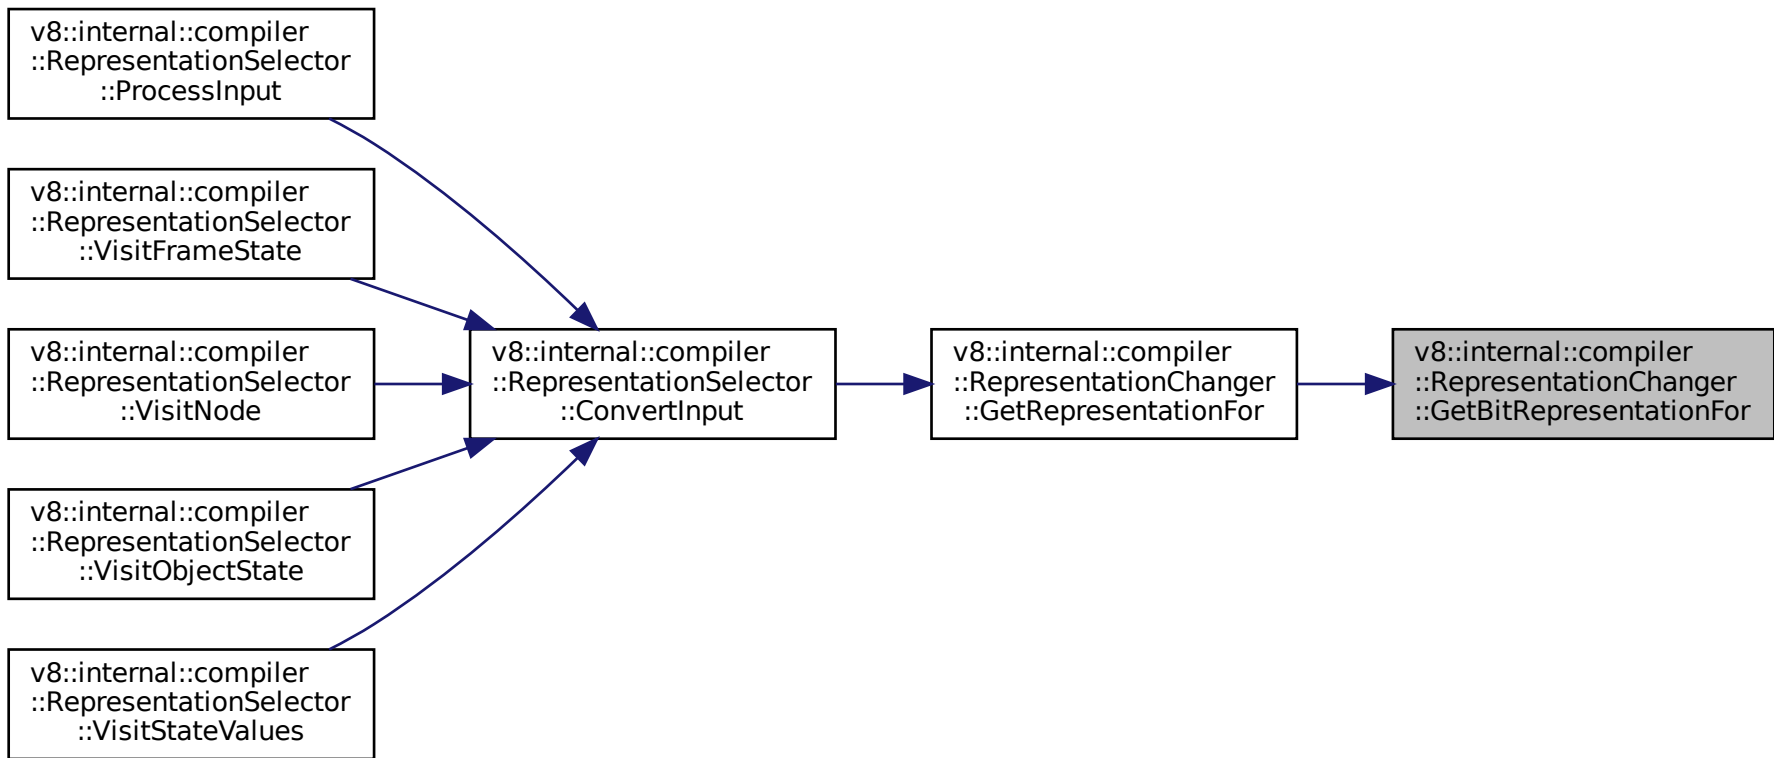 v8::internal::compiler
::RepresentationSelector
::ProcessInput
v8::internal::compiler
::RepresentationSelector
::VisitFrameState
v8::internal::compiler
::RepresentationSelector
::VisitNode
v8::internal::compiler
::RepresentationSelector
::VisitObjectState
v8::internal::compiler
::RepresentationSelector
::VisitStateValues
v8::internal::compiler
::RepresentationSelector
::ConvertInput
v8::internal::compiler
::RepresentationChanger
::GetRepresentationFor
v8::internal::compiler
::RepresentationChanger
::GetBitRepresentationFor